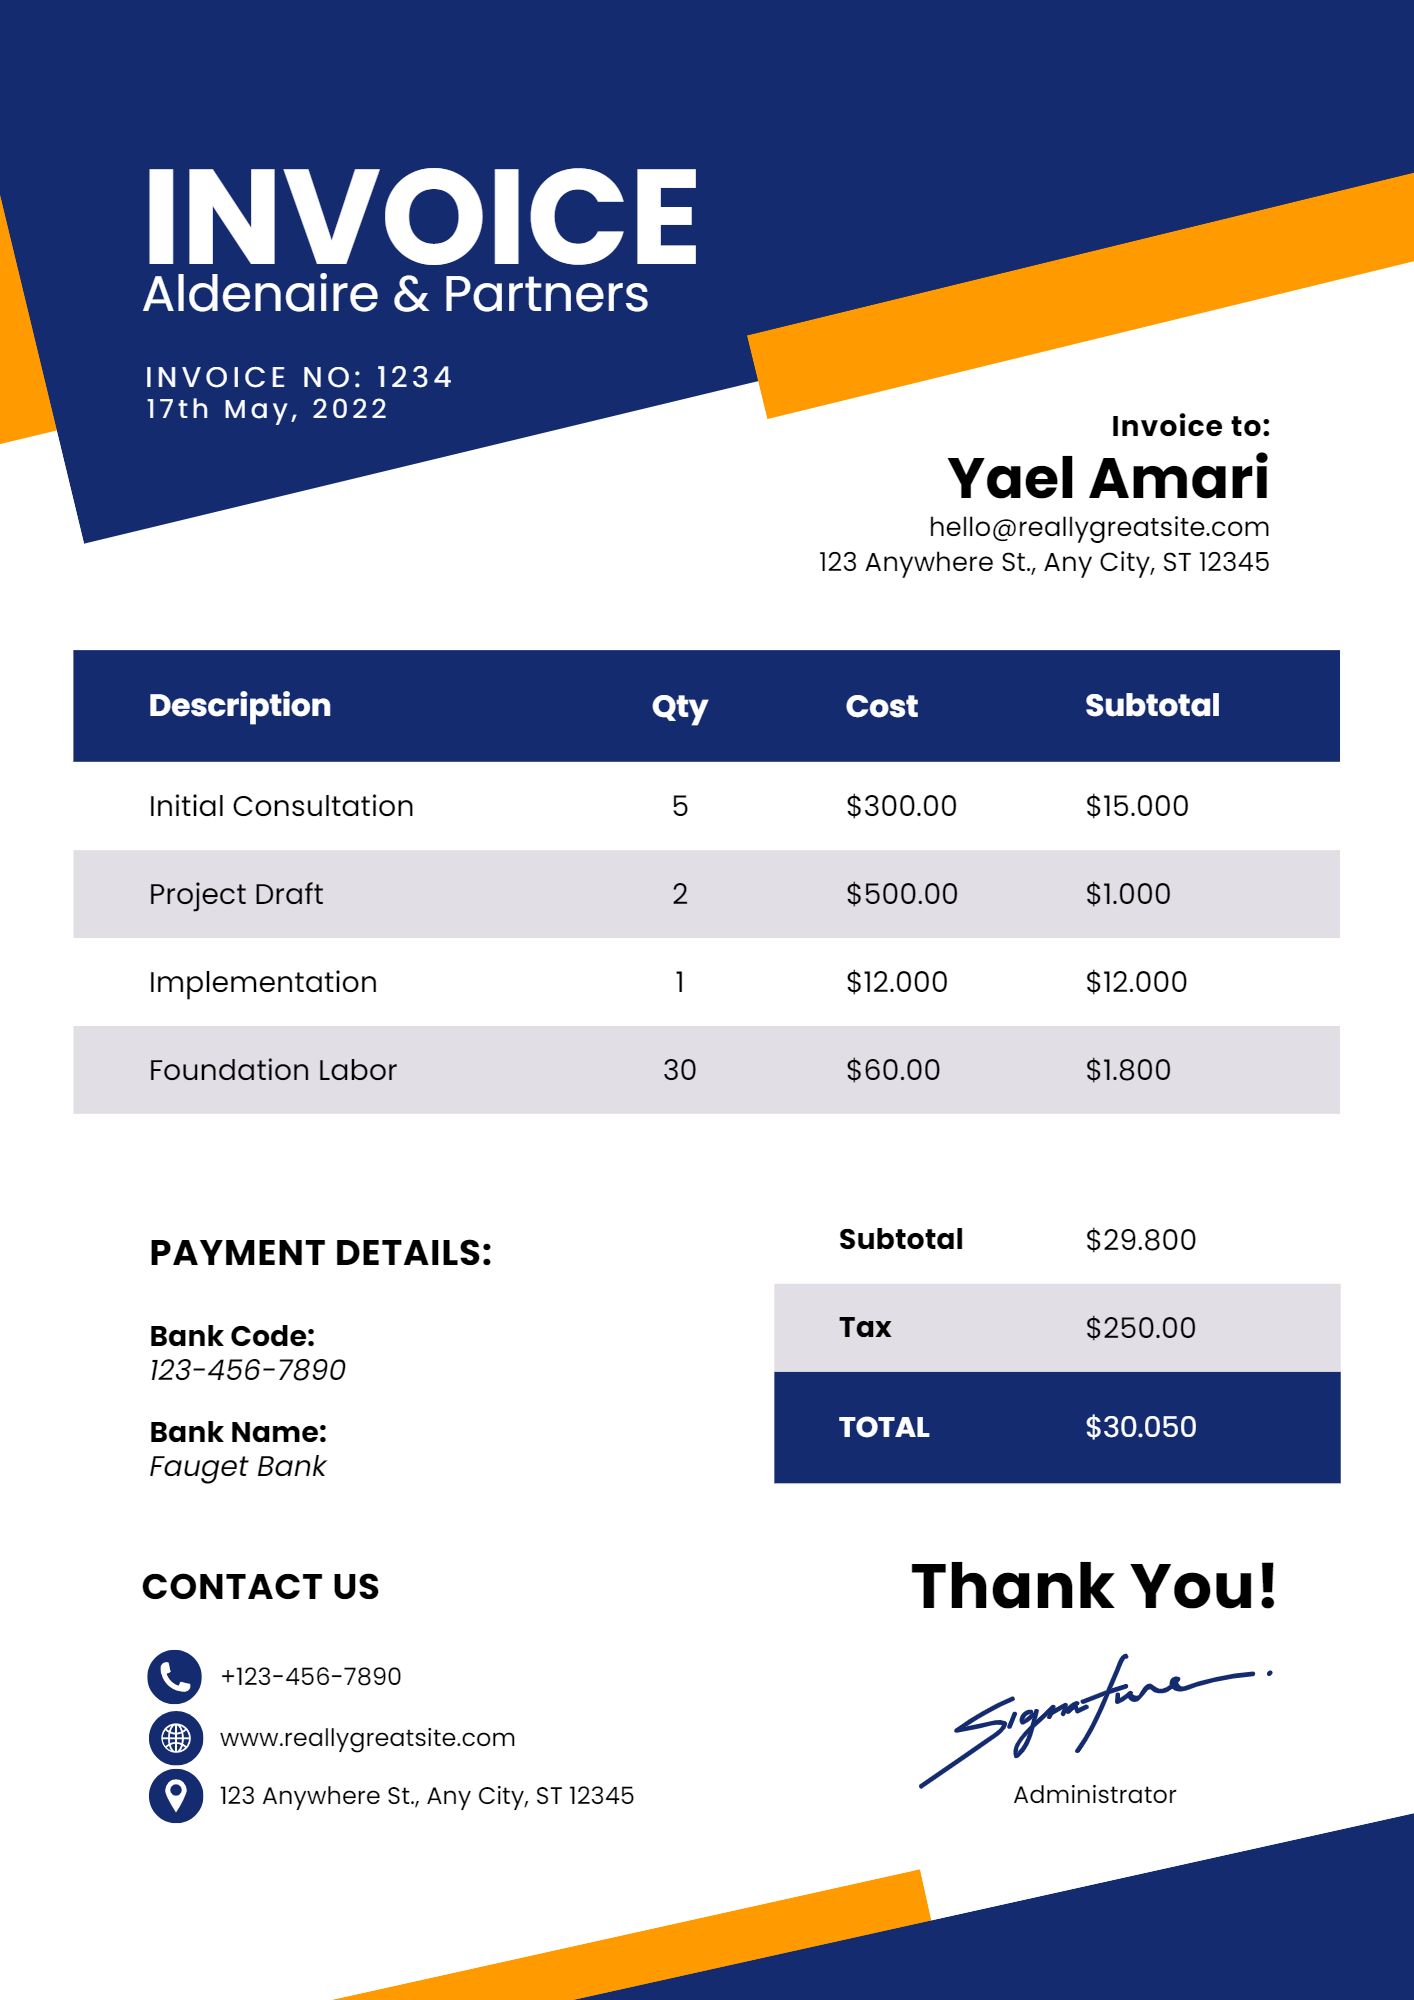 INVOICE
Aldenaire & Partners
INVOICE NO: 1234
17th May, 2022
Invoice to:
Yael Amari
hello@reallygreatsite.com
123 Anywhere St., Any City, ST 12345
Description Qty Cost Subtotal
Initial Consultation 5 $300.00 $15.000
Project Draft 2 $500.00 $1.000
Implementation 1 $12.000 $12.000
Foundation Labor 30 $60.00 $1.800
Subtotal $29.800
Tax $250.00
TOTAL $30.050
PAYMENT DETAILS:
Bank Code:
123-456-7890
Bank Name:
Fauget Bank
CONTACT US
+123-456-7890
www.reallygreatsite.com
123 Anywhere St., Any City, ST 12345
Thank You!
Signature
Administrator